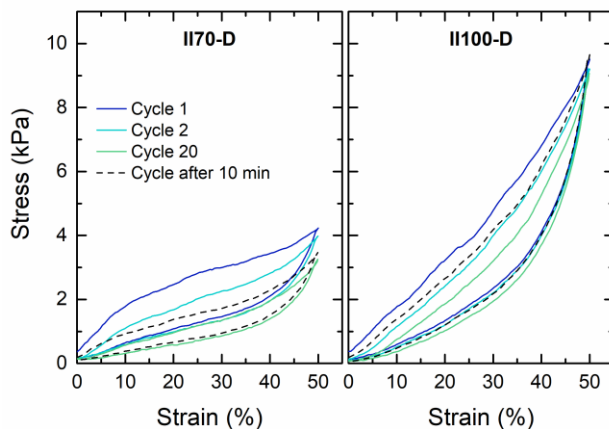 II70-D
II100-D
Cycle 1
Cycle 2
Cycle 20
Cycle after 10 min
Stress (kPa)
10
8
6
4
2
0
0 10 20 30 40 50
0 10 20 30 40 50
Strain (%)
Strain (%)